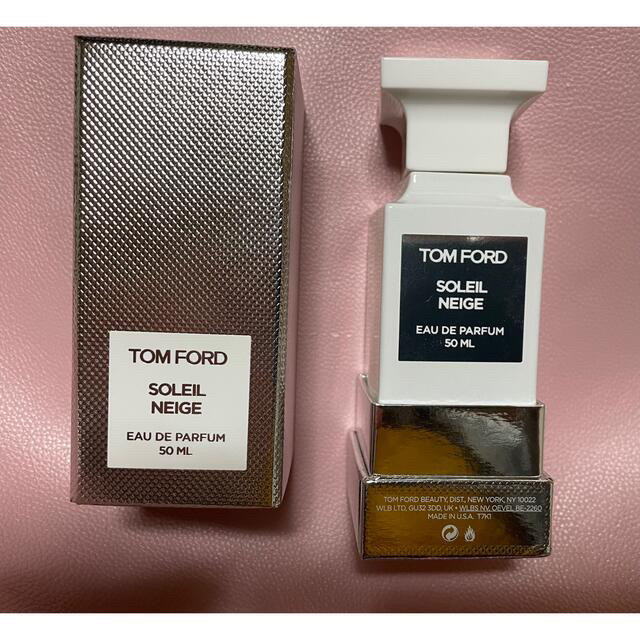 TOM FORD
SOLEIL
NEIGE
EAU DE PARFUM
50 ML
TOM FORD
SOLEIL
NEIGE
EAU DE PARFUM
50 ML
TOM FORD BEAUTY, DIST., NEW YORK, NY 10022
WLB LTD, GU32 3DD, UK • WLBS NV, OEVEL BE-2260
MADE IN U.S.A. T7K1